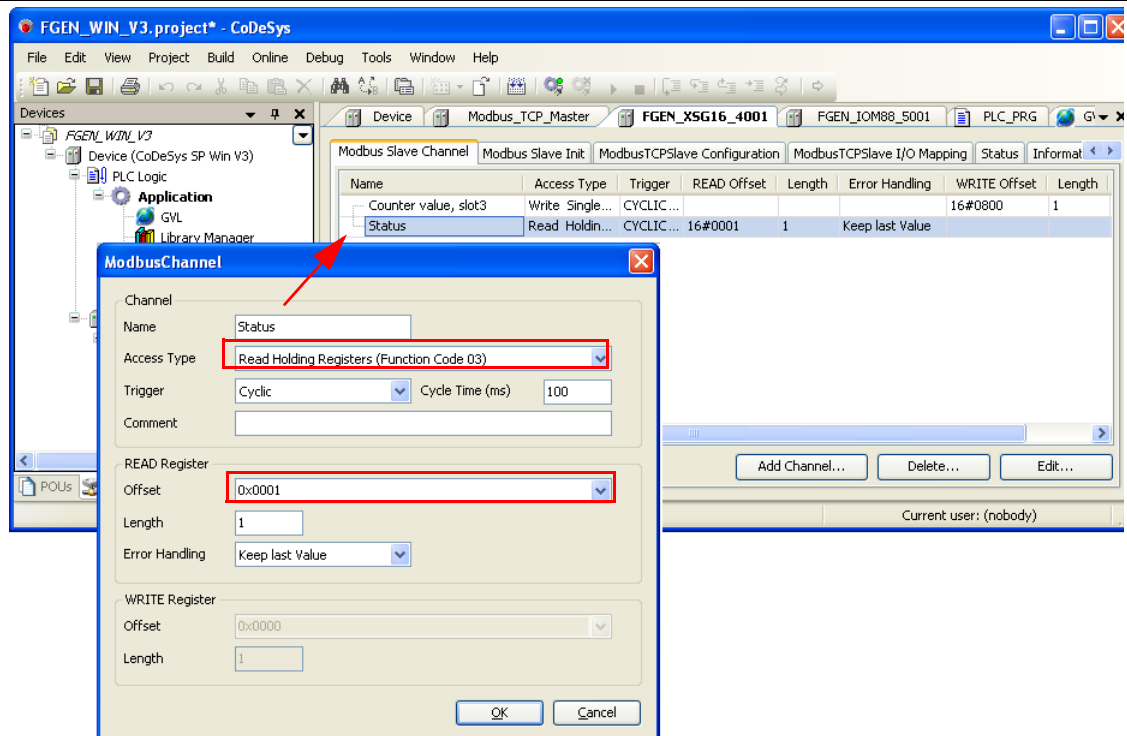 FGEN_WIN_V3.project* - CoDeSys
File Edit View Project Build Online Debug Tools Window Help
Devices
FGEN_WIN_V3
Device (CoDeSys SP Win V3)
PLC Logic
Application
GVL
Library Manager
POUs
Device Modbus_TCP_Master FGEN_XSG16_4001 FGEN_IOM88_5001 PLC_PRG
Modbus Slave Channel Modbus Slave Init ModbusTCPSlave Configuration ModbusTCPSlave I/O Mapping Status Informat
Name Access Type Trigger READ Offset Length Error Handling WRITE Offset Length
Counter value, slot3 Write Single... CYCLIC... 16#0800 1
Status Read Holdin... CYCLIC... 16#0001 1 Keep last Value
Add Channel... Delete... Edit...
Current user: (nobody)
ModbusChannel
Channel
Name Status
Access Type Read Holding Registers (Function Code 03)
Trigger Cyclic Cycle Time (ms) 100
Comment
READ Register
Offset 0x0001
Length 1
Error Handling Keep last Value
WRITE Register
Offset 0x0000
Length 1
OK Cancel